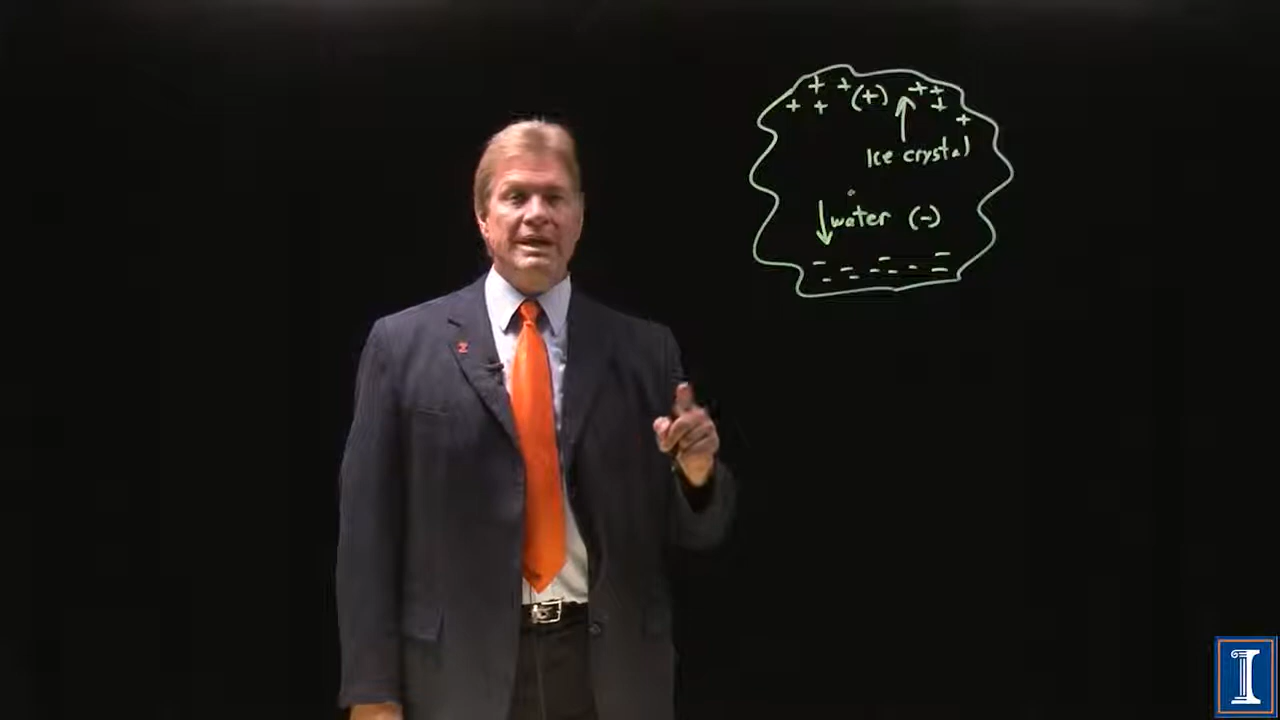 + + (+) + +
+ + + +
Ice crystal
water (-)
- - - -
- - - - - - -
I